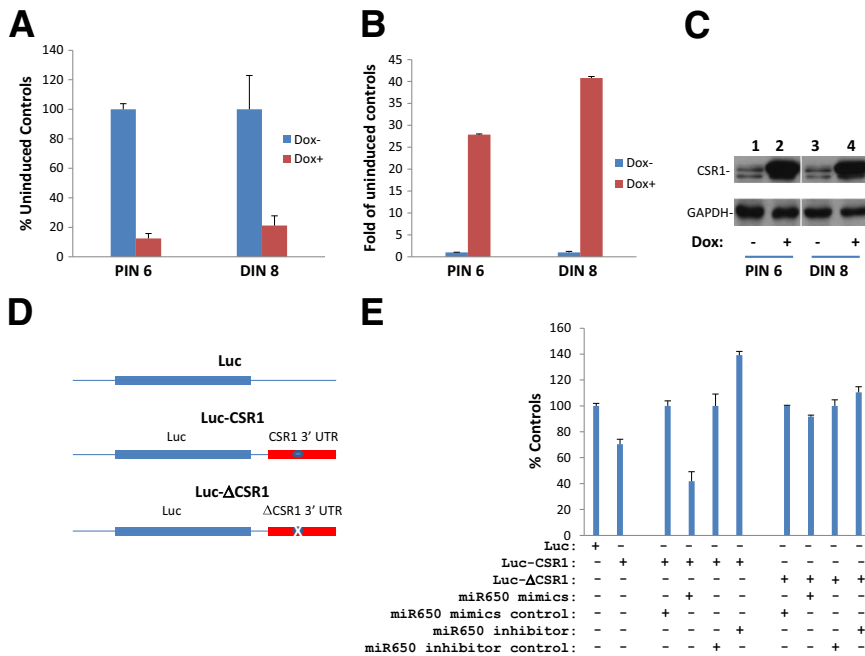 A
% Uninduced Controls
140
120
100
80
60
40
20
0
PIN 6
DIN 8
Dox-
Dox+
B
Fold of uninduced controls
45
40
35
30
25
20
15
10
5
0
PIN 6
DIN 8
Dox-
Dox+
C
1 2 3 4
CSR1-
GAPDH-
Dox: - + - +
PIN 6 DIN 8
D
Luc
Luc-CSR1
Luc CSR1 3’ UTR
Luc-ΔCSR1
Luc ΔCSR1 3’ UTR
X
E
% Controls
160
140
120
100
80
60
40
20
0
Luc: + – – – – – – – – –
Luc-CSR1: – + + + + + – – – –
Luc-ΔCSR1: – – – – – – + + + +
miR650 mimics: – – – + – – – + – –
miR650 mimics control: – – + – – – + – – –
miR650 inhibitor: – – – – – + – – – +
miR650 inhibitor control: – – – – + – – – + –